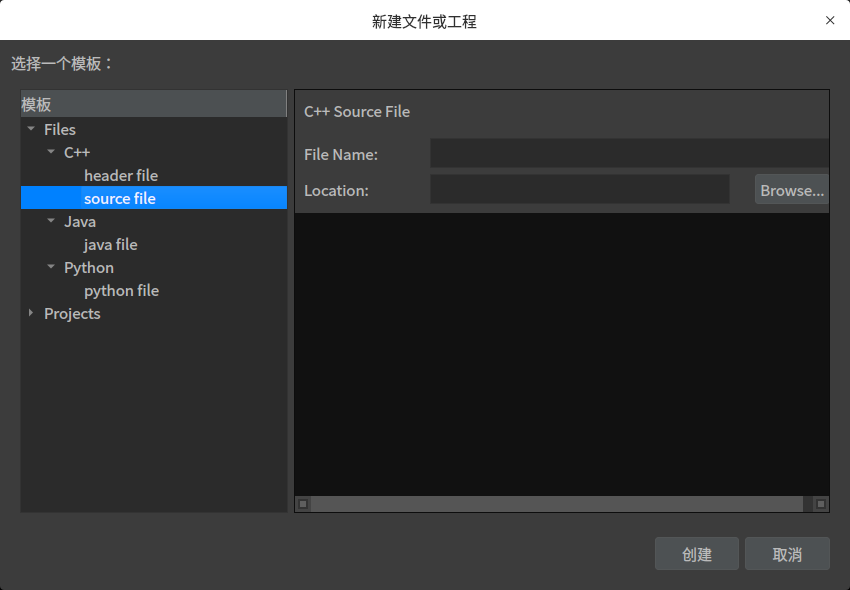 新建文件或工程
选择一个模板：
模板
Files
C++
header file
source file
Java
java file
Python
python file
Projects
C++ Source File
File Name:
Location:
Browse...
创建
取消